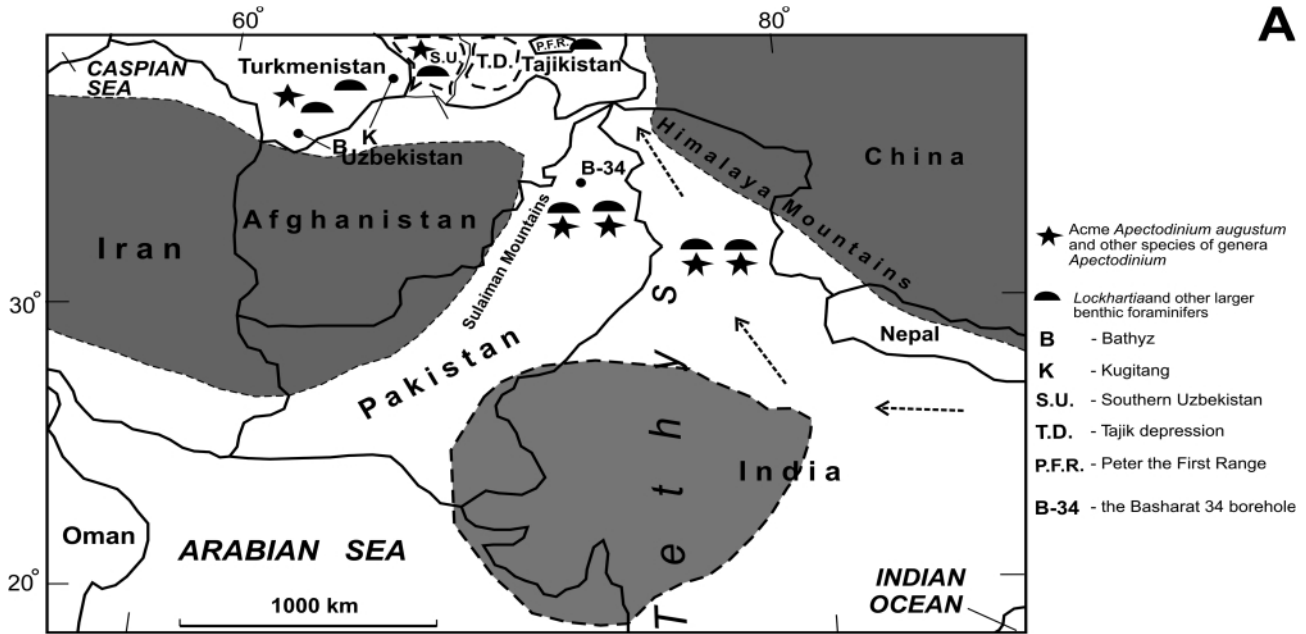 A
60°
80°
CASPIAN
SEA
Turkmenistan
S.U
T.D.
P.F.R.
Tajikistan
B
K
Uzbekistan
B-34
Himalaya Mountains
China
Iran
Afghanistan
Sulaiman Mountains
30°
Pakistan
Nepal
Tethys
India
Oman
ARABIAN SEA
20°
1000 km
INDIAN
OCEAN
Acme Apectodinium augustum
and other species of genera
Apectodinium
Lockhartiaand other larger
benthic foraminifers
B - Bathyz
K - Kugitang
S.U. - Southern Uzbekistan
T.D. - Tajik depression
P.F.R. - Peter the First Range
B-34 - the Basharat 34 borehole